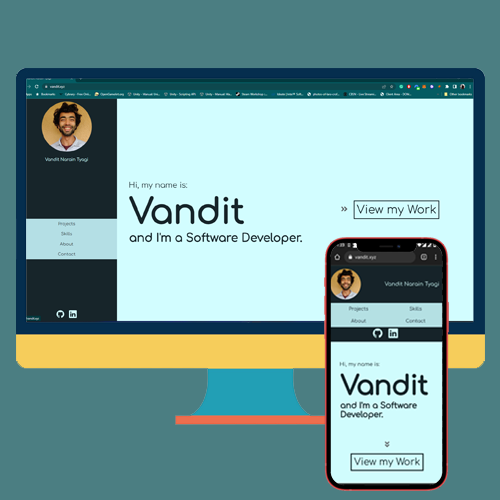 vandit.xyz
Vandit Narain Tyagi
Projects
Skills
About
Contact
Hi, my name is:
Vandit
and I'm a Software Developer.
View my Work
vandit.xyz
Vandit Narain Tyagi
Projects Skills
About Contact
Hi, my name is:
Vandit
and I'm a Software
Developer.
View my Work